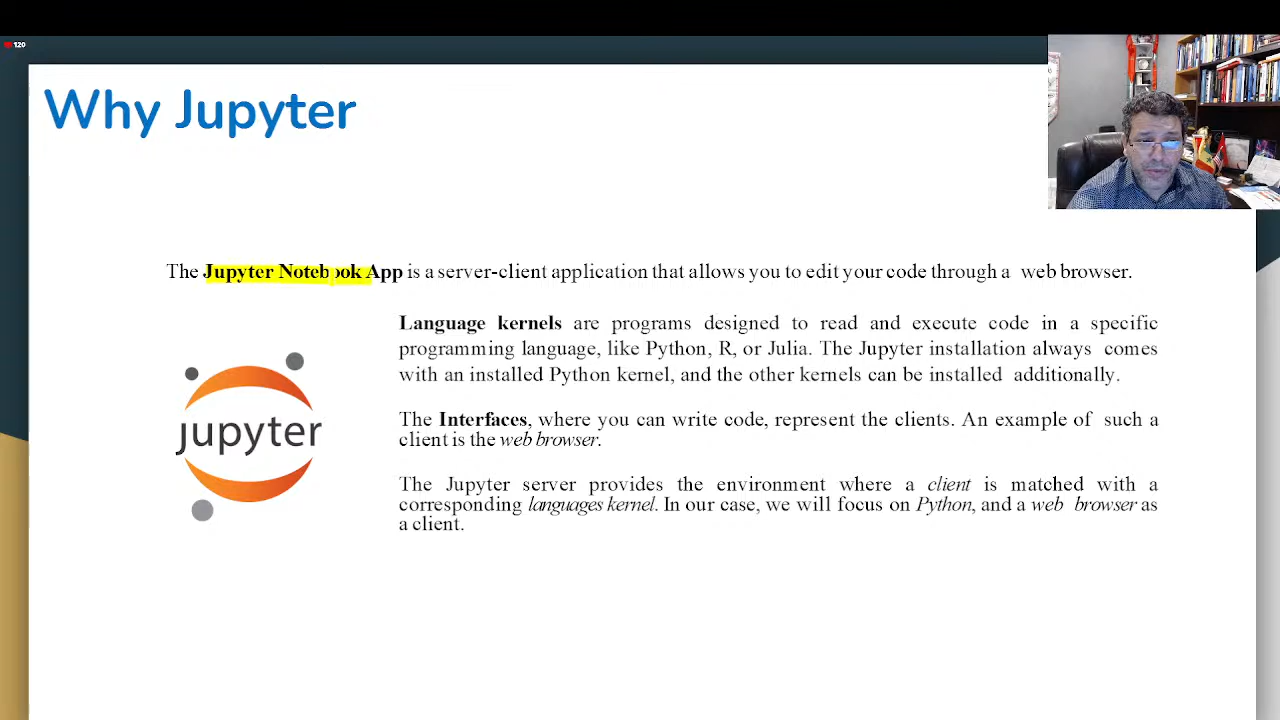 120
Why Jupyter
The Jupyter Notebook App is a server-client application that allows you to edit your code through a web browser.
Language kernels are programs designed to read and execute code in a specific
programming language, like Python, R, or Julia. The Jupyter installation always comes
with an installed Python kernel, and the other kernels can be installed additionally.
jupyter
The Interfaces, where you can write code, represent the clients. An example of such a
client is the web browser.
The Jupyter server provides the environment where a client is matched with a
corresponding languages kernel. In our case, we will focus on Python, and a web browser as
a client.